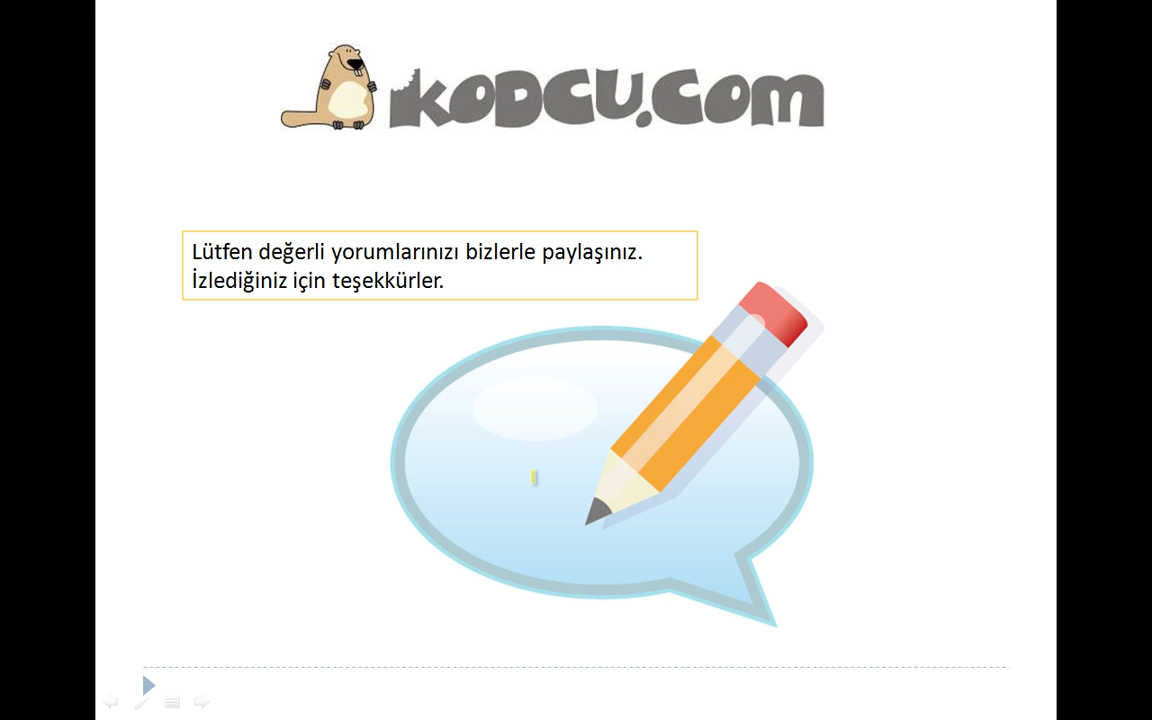 KODCU.COM
Lütfen değerli yorumlarınızı bizlerle paylaşınız.
İzlediğiniz için teşekkürler.